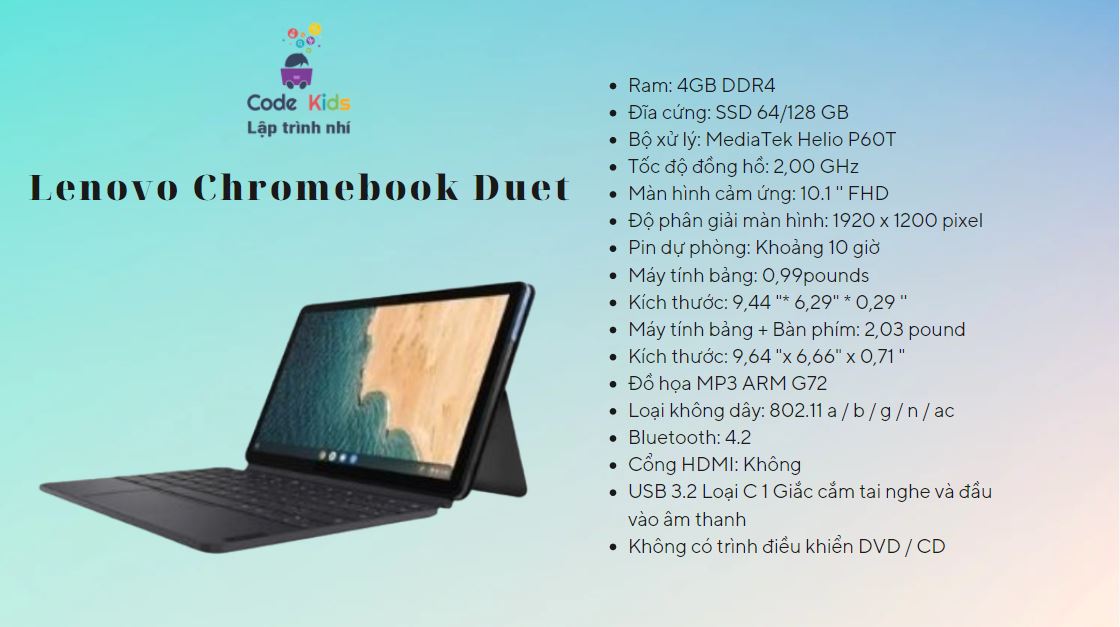 Code Kids
Lập trình nhí
Lenovo Chromebook Duet
• Ram: 4GB DDR4
• Đĩa cứng: SSD 64/128 GB
• Bộ xử lý: MediaTek Helio P60T
• Tốc độ đồng hồ: 2,00 GHz
• Màn hình cảm ứng: 10.1 '' FHD
• Độ phân giải màn hình: 1920 x 1200 pixel
• Pin dự phòng: Khoảng 10 giờ
• Máy tính bảng: 0,99pounds
• Kích thước: 9,44 "* 6,29" * 0,29 "
• Máy tính bảng + Bàn phím: 2,03 pound
• Kích thước: 9,64 "x 6,66" x 0,71 "
• Đồ họa MP3 ARM G72
• Loại không dây: 802.11 a / b / g / n / ac
• Bluetooth: 4.2
• Cổng HDMI: Không
• USB 3.2 Loại C 1 Giắc cắm tai nghe và đầu
vào âm thanh
• Không có trình điều khiển DVD / CD